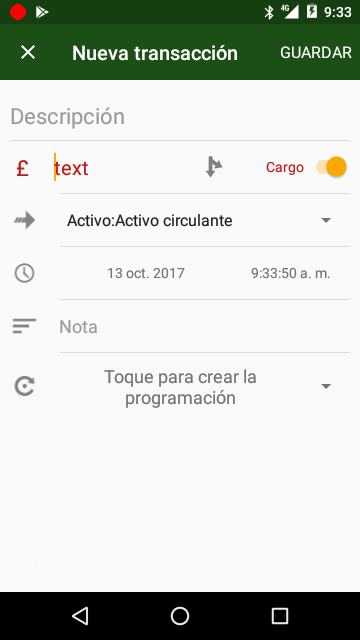 4G 9:33
Nueva transacción GUARDAR
Descripción
£ text Cargo
Activo:Activo circulante
13 oct. 2017 9:33:50 a. m.
Nota
Toque para crear la
programación